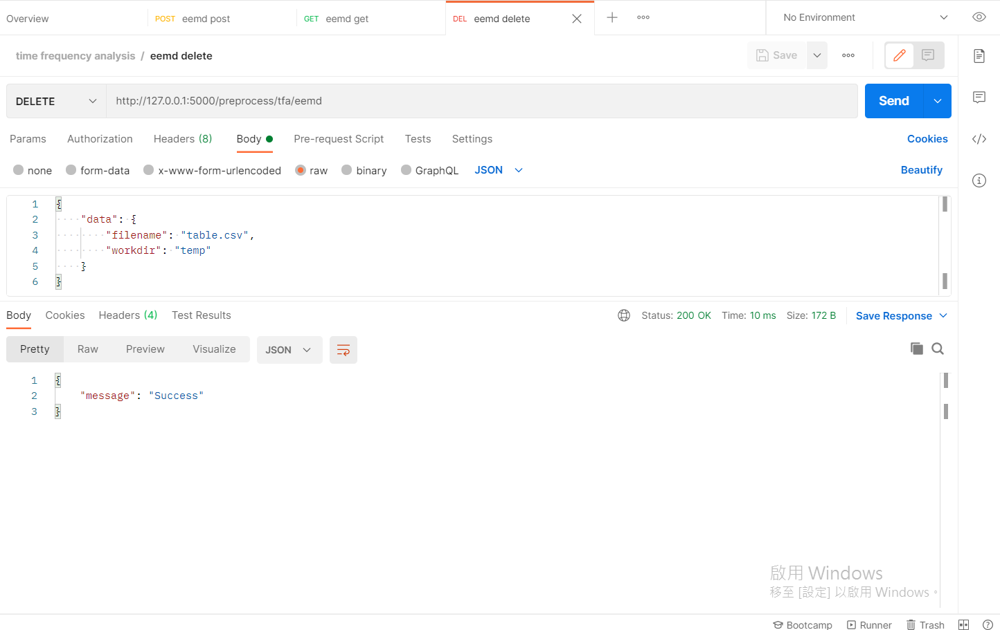 Overview POST eemd post GET eemd get DEL eemd delete No Environment
time frequency analysis / eemd delete Save
DELETE http://127.0.0.1:5000/preprocess/tfa/eemd Send
Params Authorization Headers (8) Body Pre-request Script Tests Settings Cookies
none form-data x-www-form-urlencoded raw binary GraphQL JSON Beautify
1 {
2 "data": {
3 "filename": "table.csv",
4 "workdir": "temp"
5 }
6 }
Body Cookies Headers (4) Test Results Status: 200 OK Time: 10 ms Size: 172 B Save Response
Pretty Raw Preview Visualize JSON
1 {
2 "message": "Success"
3 }
啟用 Windows
移至 [設定] 以啟用 Windows。
Bootcamp Runner Trash